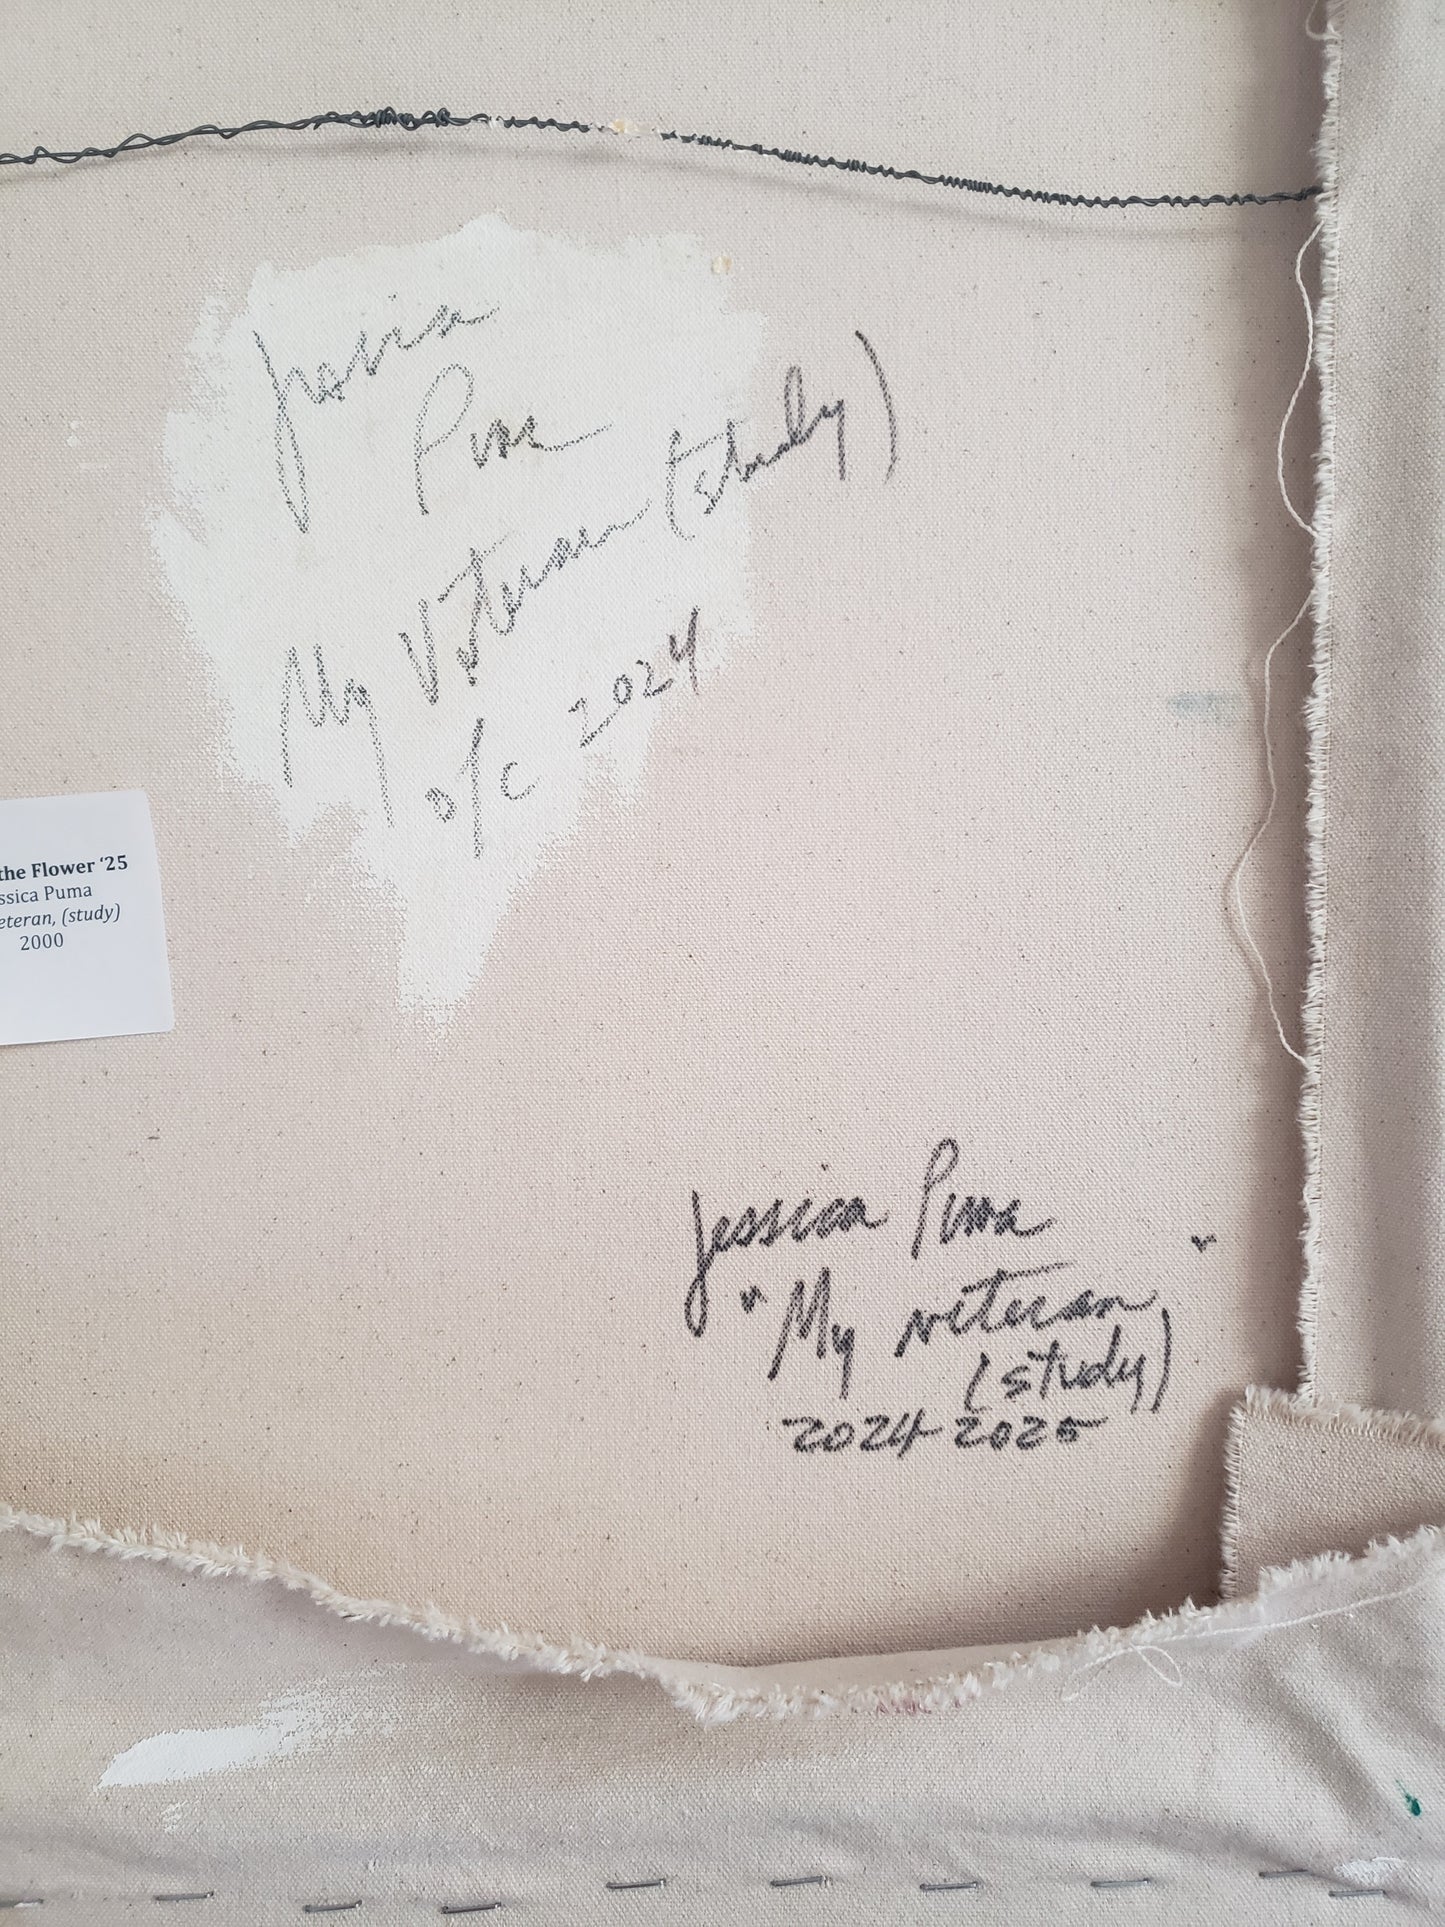 Jessica
Puma
My Veteran (study)
o/c 2024
the Flower ‘25
ssica Puma
eteran, (study)
2000
Jessica Puma
"My veteran"
(study)
2024 2025